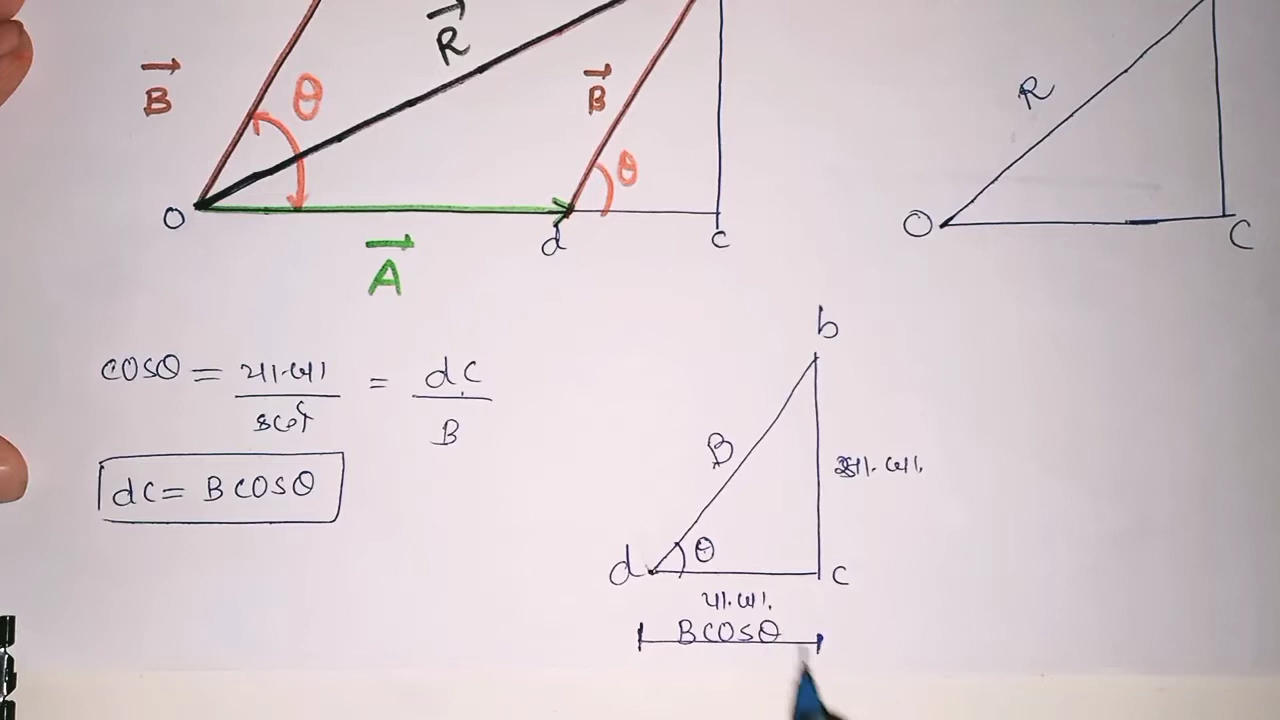 R⃗
B⃗ θ B⃗ θ
O d c
A⃗
R
O C
cosθ = પા.બા / કર્ણ = dc / B
dc = B cosθ
b
B સા.બા.
d θ c
પા.બા.
B cosθ